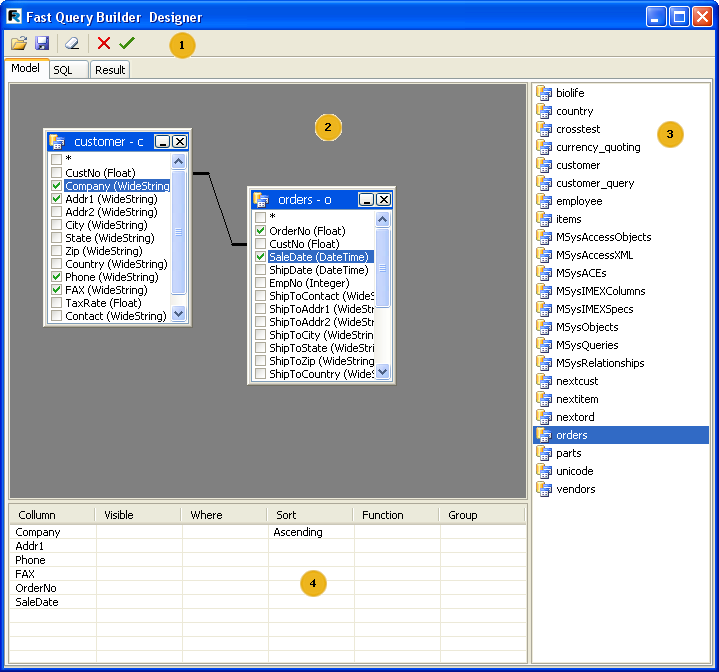 Fast Query Builder Designer
1
Model SQL Result
2
customer - c
*
CustNo (Float)
Company (WideString
Addr1 (WideString)
Addr2 (WideString)
City (WideString)
State (WideString)
Zip (WideString)
Country (WideString)
Phone (WideString)
FAX (WideString)
TaxRate (Float)
Contact (WideString)
orders - o
*
OrderNo (Float)
CustNo (Float)
SaleDate (DateTime)
ShipDate (DateTime)
EmpNo (Integer)
ShipToContact (WideS
ShipToAddr1 (WideStr
ShipToAddr2 (WideStr
ShipToCity (WideStrin
ShipToState (WideStri
ShipToZip (WideString
ShipToCountry (WideS
3
biolife
country
crosstest
currency_quoting
customer
customer_query
employee
items
MSysAccessObjects
MSysAccessXML
MSysACEs
MSysIMEXColumns
MSysIMEXSpecs
MSysObjects
MSysQueries
MSysRelationships
nextcust
nextitem
nextord
orders
parts
unicode
vendors
Collumn Visible Where Sort Function Group
Company Ascending
Addr1
Phone
FAX
OrderNo
SaleDate
4